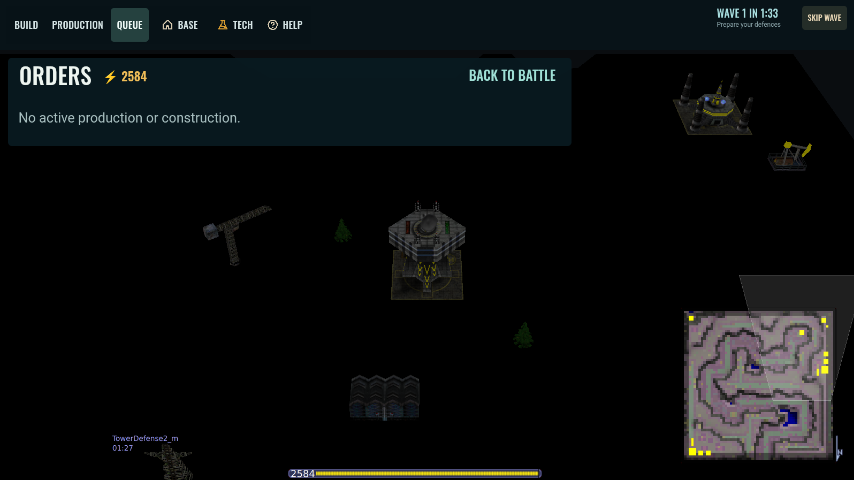 BUILD PRODUCTION QUEUE BASE TECH HELP
WAVE 1 IN 1:33
Prepare your defences
SKIP WAVE
ORDERS 2584
BACK TO BATTLE
No active production or construction.
TowerDefense2_m
01:27
2584